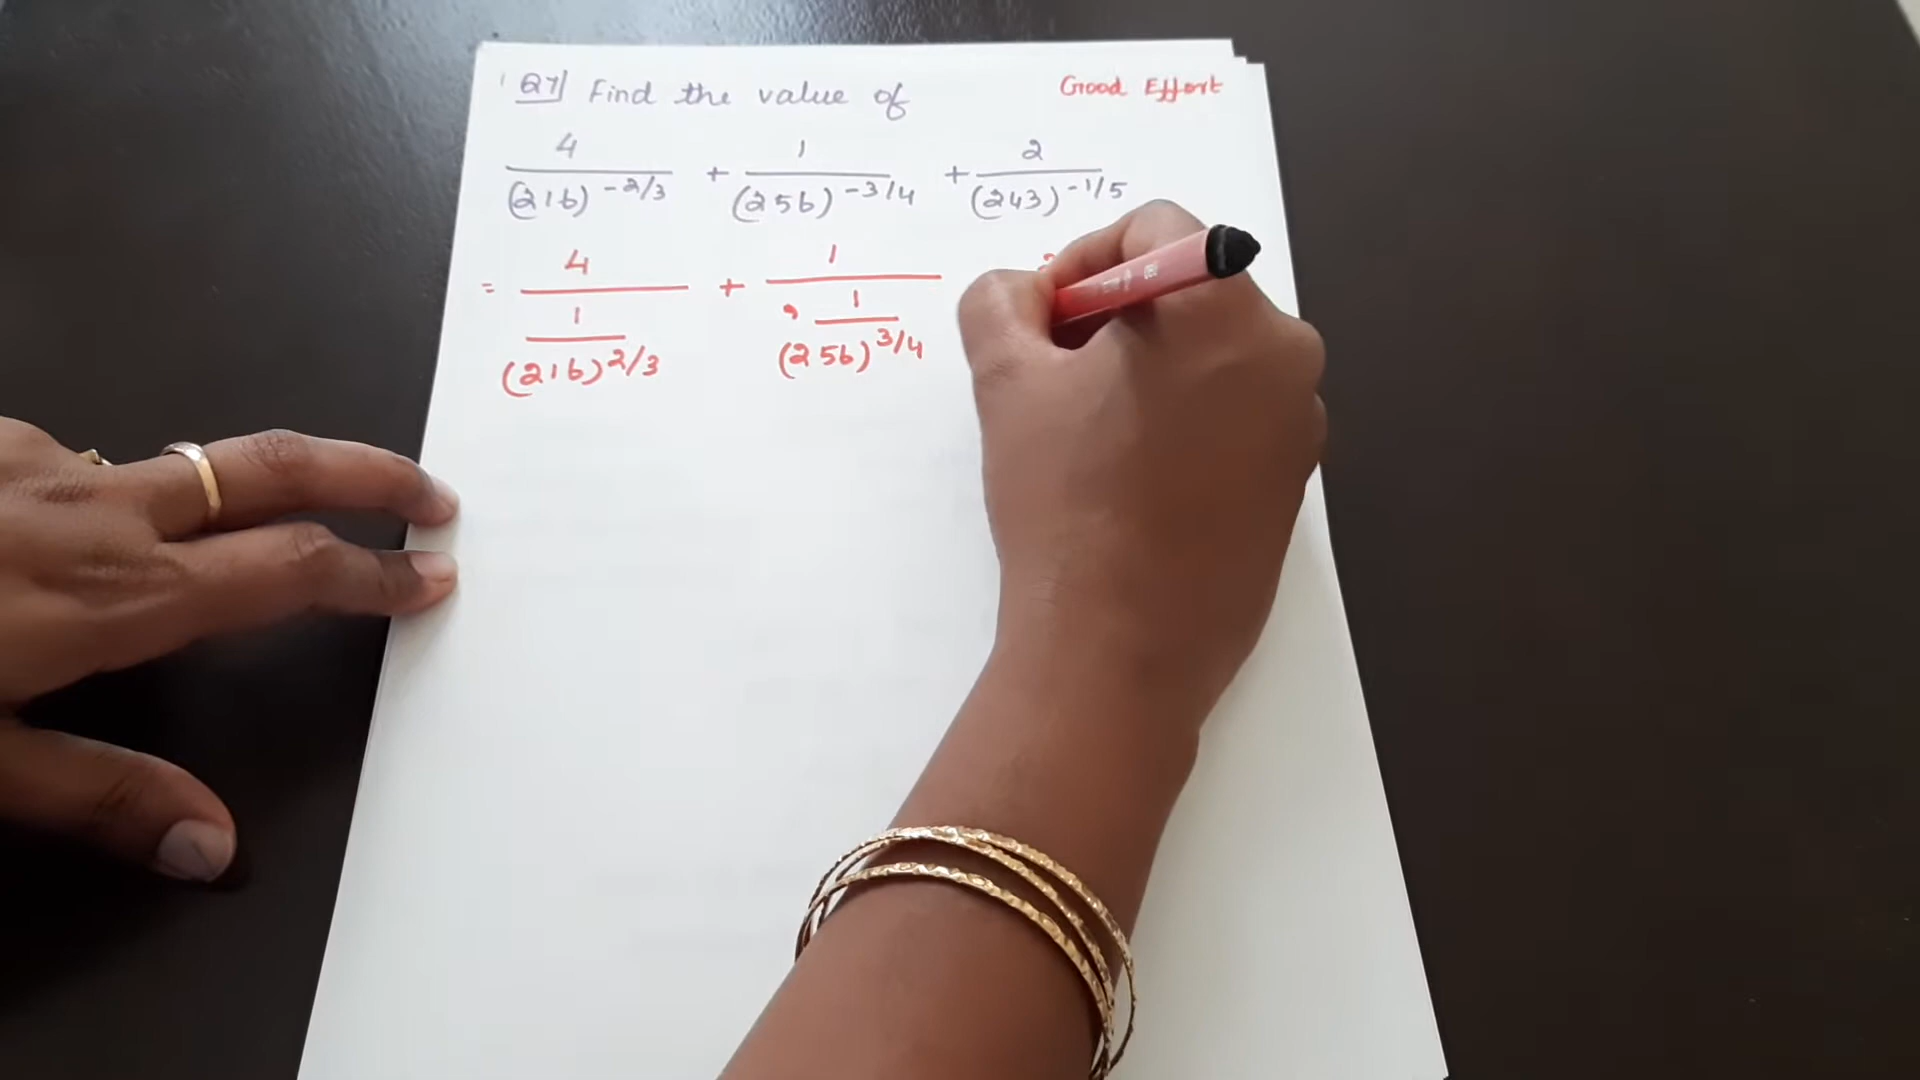 Q7 Find the value of Good Effort
4/(216)^-2/3 + 1/(256)^-3/4 + 2/(243)^-1/5
= 4/(1/(216)^2/3) + 1/(1/(256)^3/4)